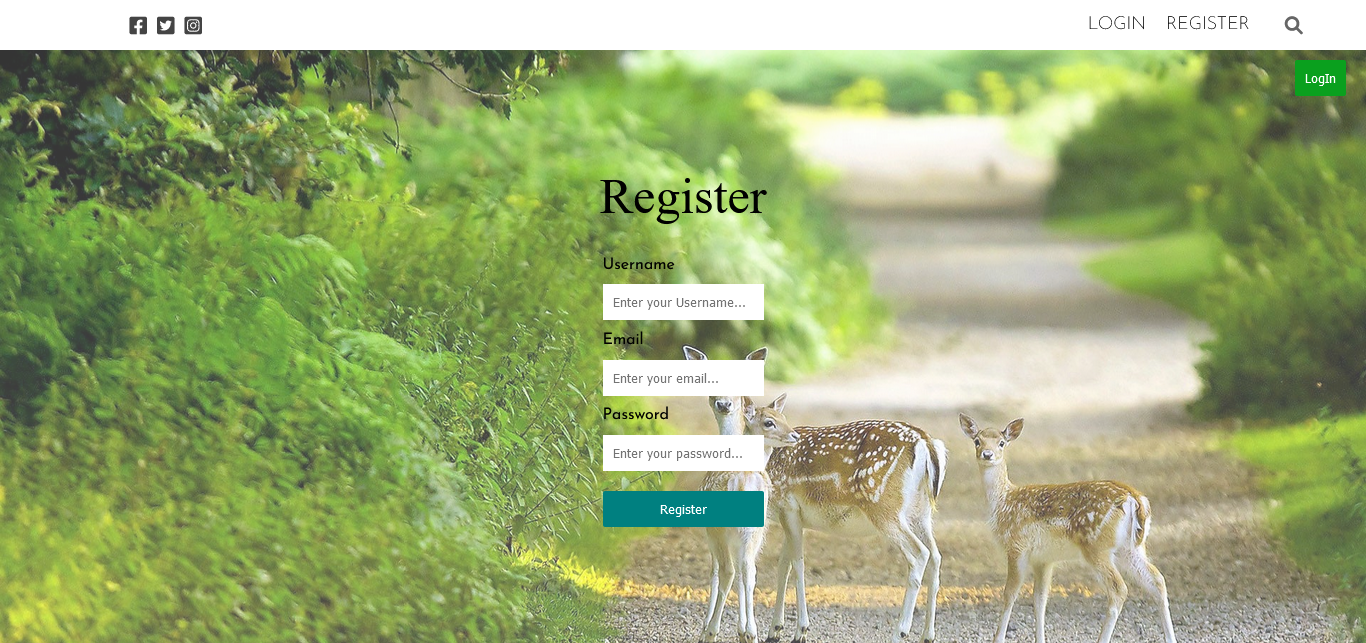 LOGIN REGISTER
LogIn
Register
Username
Enter your Username...
Email
Enter your email...
Password
Enter your password...
Register